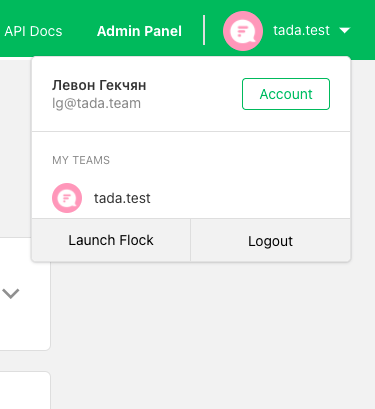 API Docs Admin Panel tada.test
Левон Гекчян
lg@tada.team
Account
MY TEAMS
tada.test
Launch Flock Logout